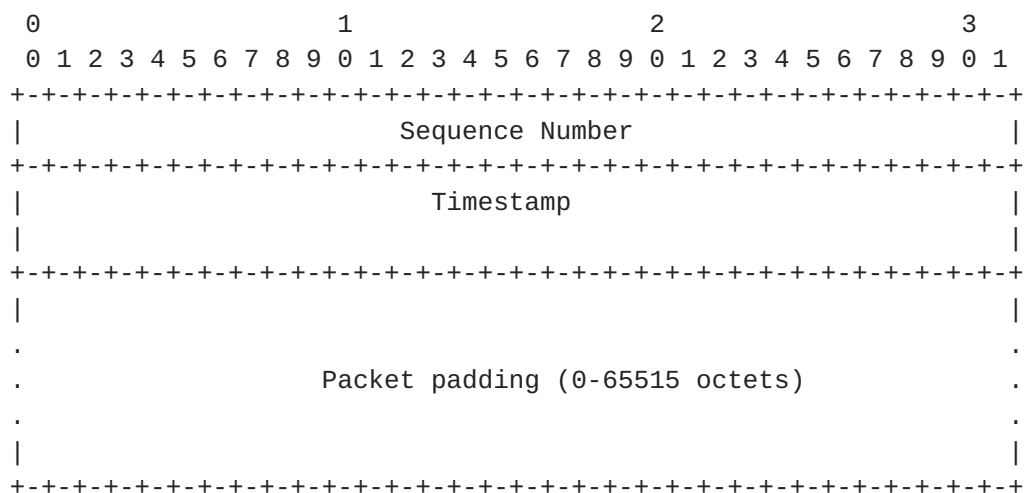 0                   1                   2                   3
 0 1 2 3 4 5 6 7 8 9 0 1 2 3 4 5 6 7 8 9 0 1 2 3 4 5 6 7 8 9 0 1
+-+-+-+-+-+-+-+-+-+-+-+-+-+-+-+-+-+-+-+-+-+-+-+-+-+-+-+-+-+-+-+-+
|                        Sequence Number                        |
+-+-+-+-+-+-+-+-+-+-+-+-+-+-+-+-+-+-+-+-+-+-+-+-+-+-+-+-+-+-+-+-+
|                          Timestamp                            |
|                                                               |
+-+-+-+-+-+-+-+-+-+-+-+-+-+-+-+-+-+-+-+-+-+-+-+-+-+-+-+-+-+-+-+-+
|                                                               |
.                                                               .
.                   Packet padding (0-65515 octets)             .
.                                                               .
|                                                               |
+-+-+-+-+-+-+-+-+-+-+-+-+-+-+-+-+-+-+-+-+-+-+-+-+-+-+-+-+-+-+-+-+